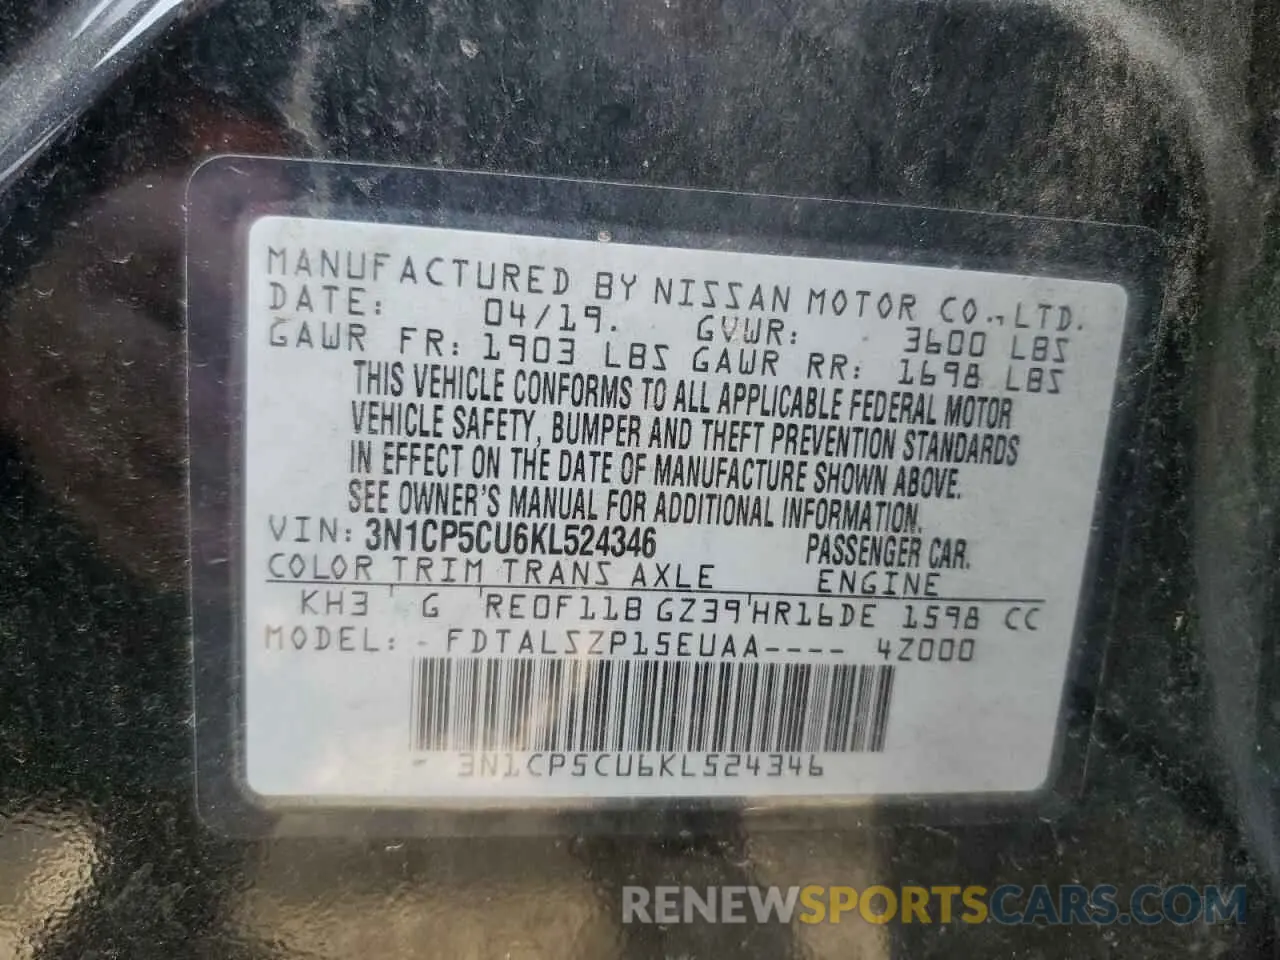 MANUFACTURED BY NISSAN MOTOR CO., LTD.
DATE: 04/19. GVWR: 3600 LBS
GAWR FR: 1903 LBS GAWR RR: 1698 LBS
THIS VEHICLE CONFORMS TO ALL APPLICABLE FEDERAL MOTOR
VEHICLE SAFETY, BUMPER AND THEFT PREVENTION STANDARDS
IN EFFECT ON THE DATE OF MANUFACTURE SHOWN ABOVE.
SEE OWNER'S MANUAL FOR ADDITIONAL INFORMATION.
VIN: 3N1CP5CU6KL524346 PASSENGER CAR.
COLOR TRIM TRANS AXLE ENGINE
KH3 ' G ' RE0F11B GZ39 ' HR16DE 1598 CC
MODEL: - FDTALSZP15EUAA---- 4Z000
- 3N1CP5CU6KL524346
RENEWSPORTSCARS.COM